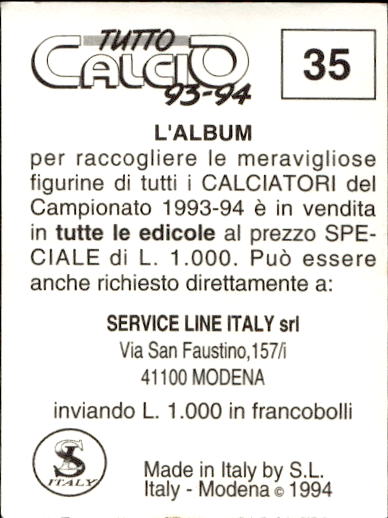 TUTTO
CALCIO
93-94
35
L'ALBUM
per raccogliere le meravigliose
figurine di tutti i CALCIATORI del
Campionato 1993-94 è in vendita
in tutte le edicole al prezzo SPE-
CIALE di L. 1.000. Può essere
anche richiesto direttamente a:
SERVICE LINE ITALY srl
Via San Faustino,157/i
41100 MODENA
inviando L. 1.000 in francobolli
SL
ITALY
Made in Italy by S.L.
Italy - Modena © 1994